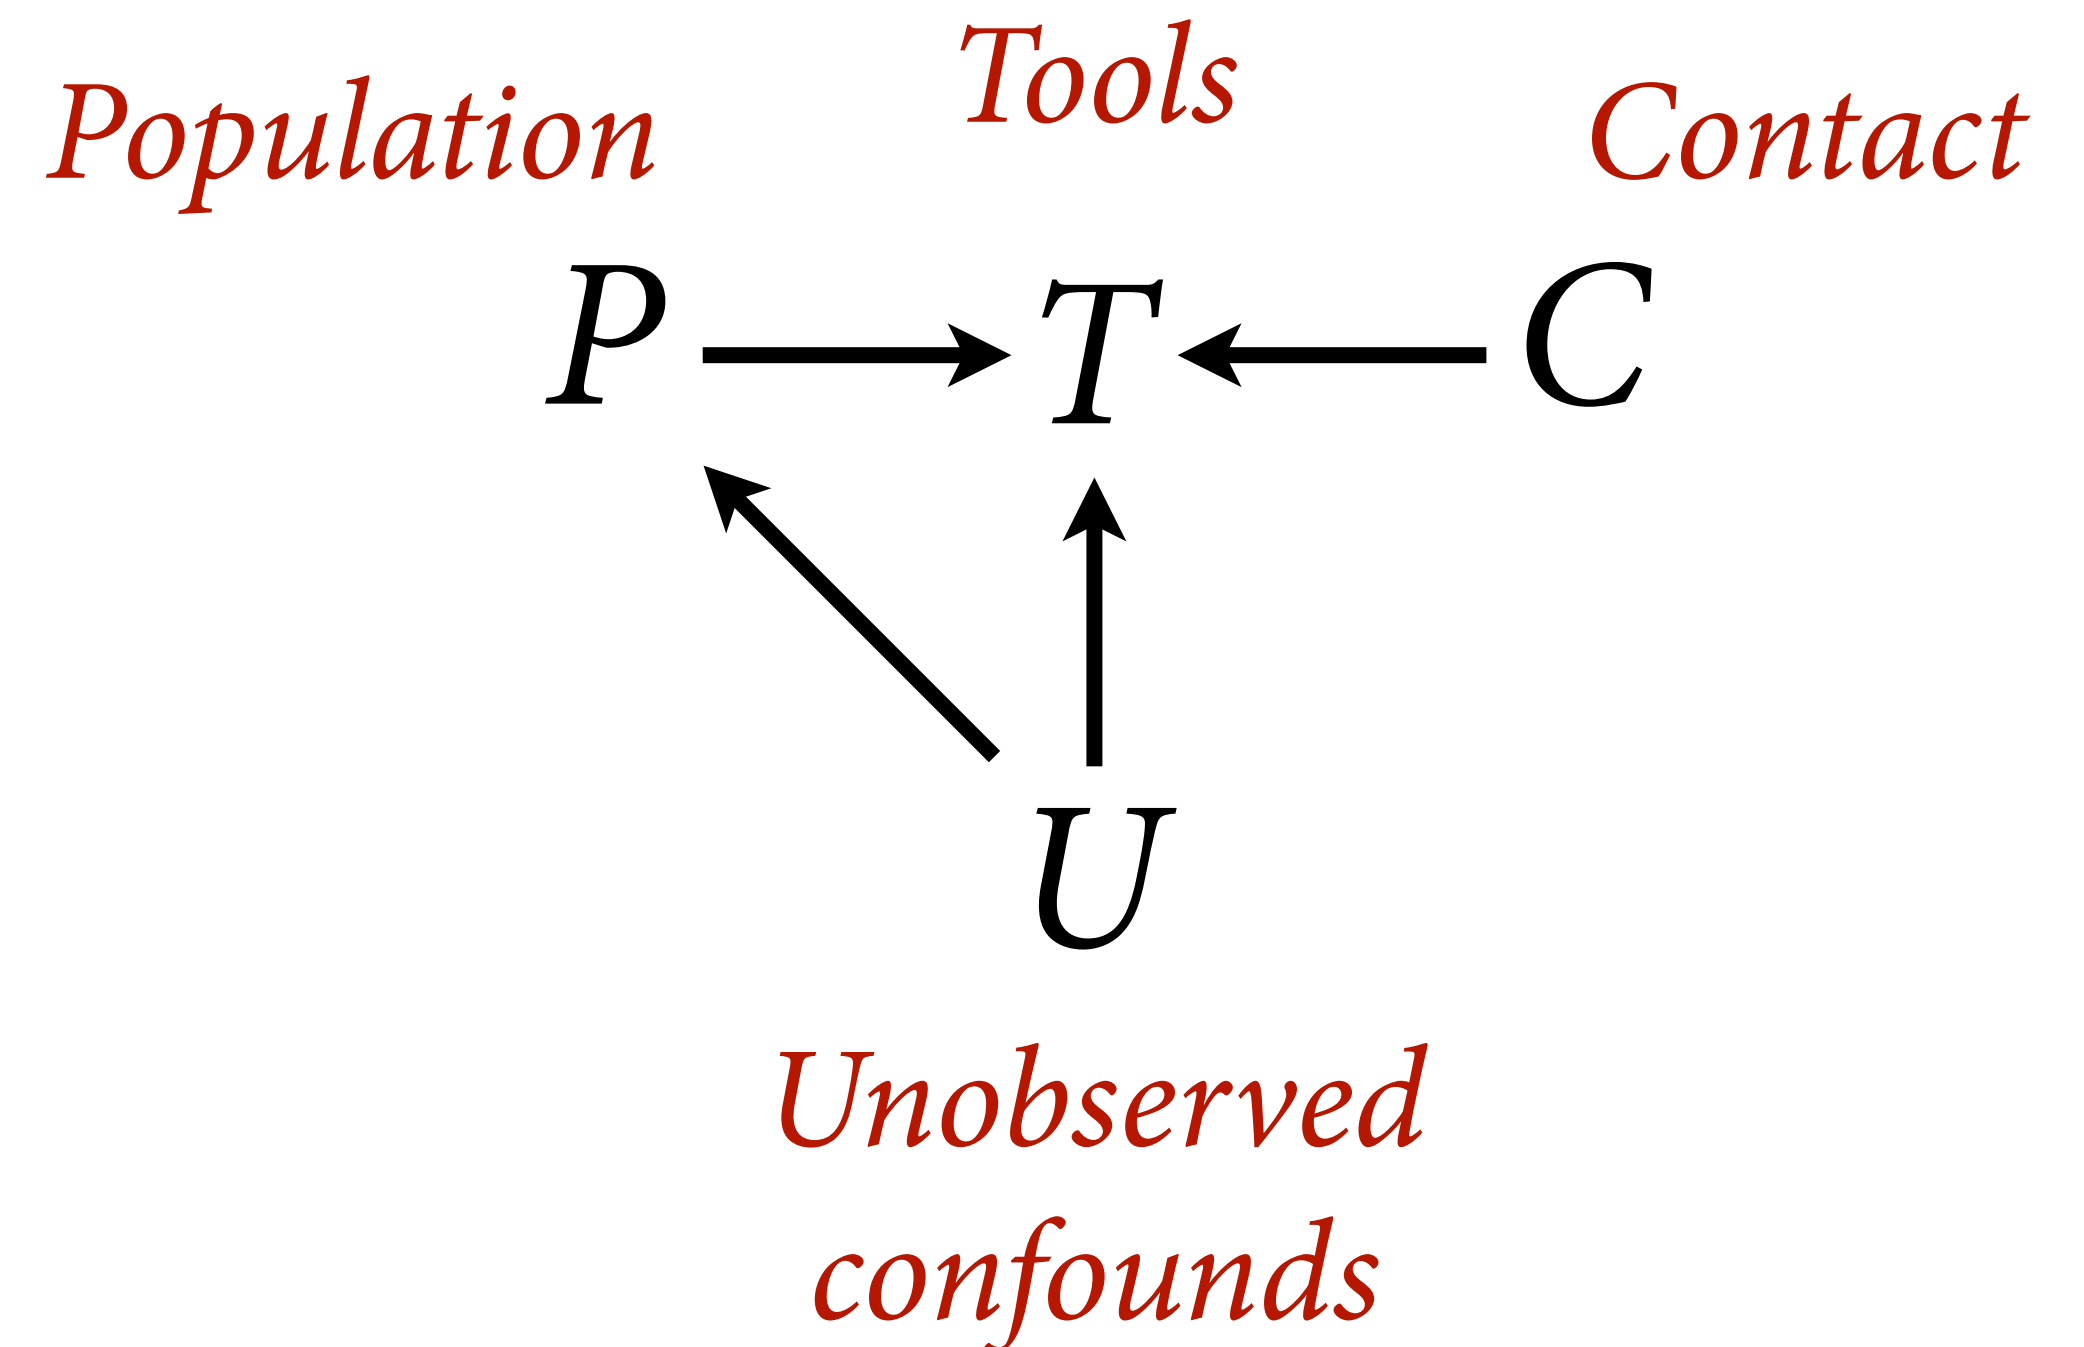 Population
Tools
Contact
P
T
C
U
Unobserved
confounds